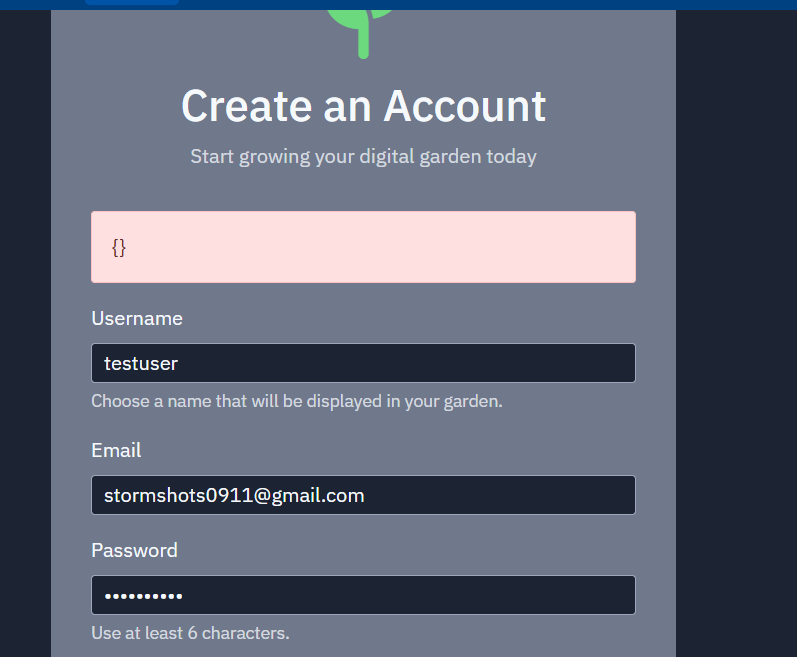 Create an Account
Start growing your digital garden today
{}
Username
testuser
Choose a name that will be displayed in your garden.
Email
stormshots0911@gmail.com
Password
••••••••••
Use at least 6 characters.